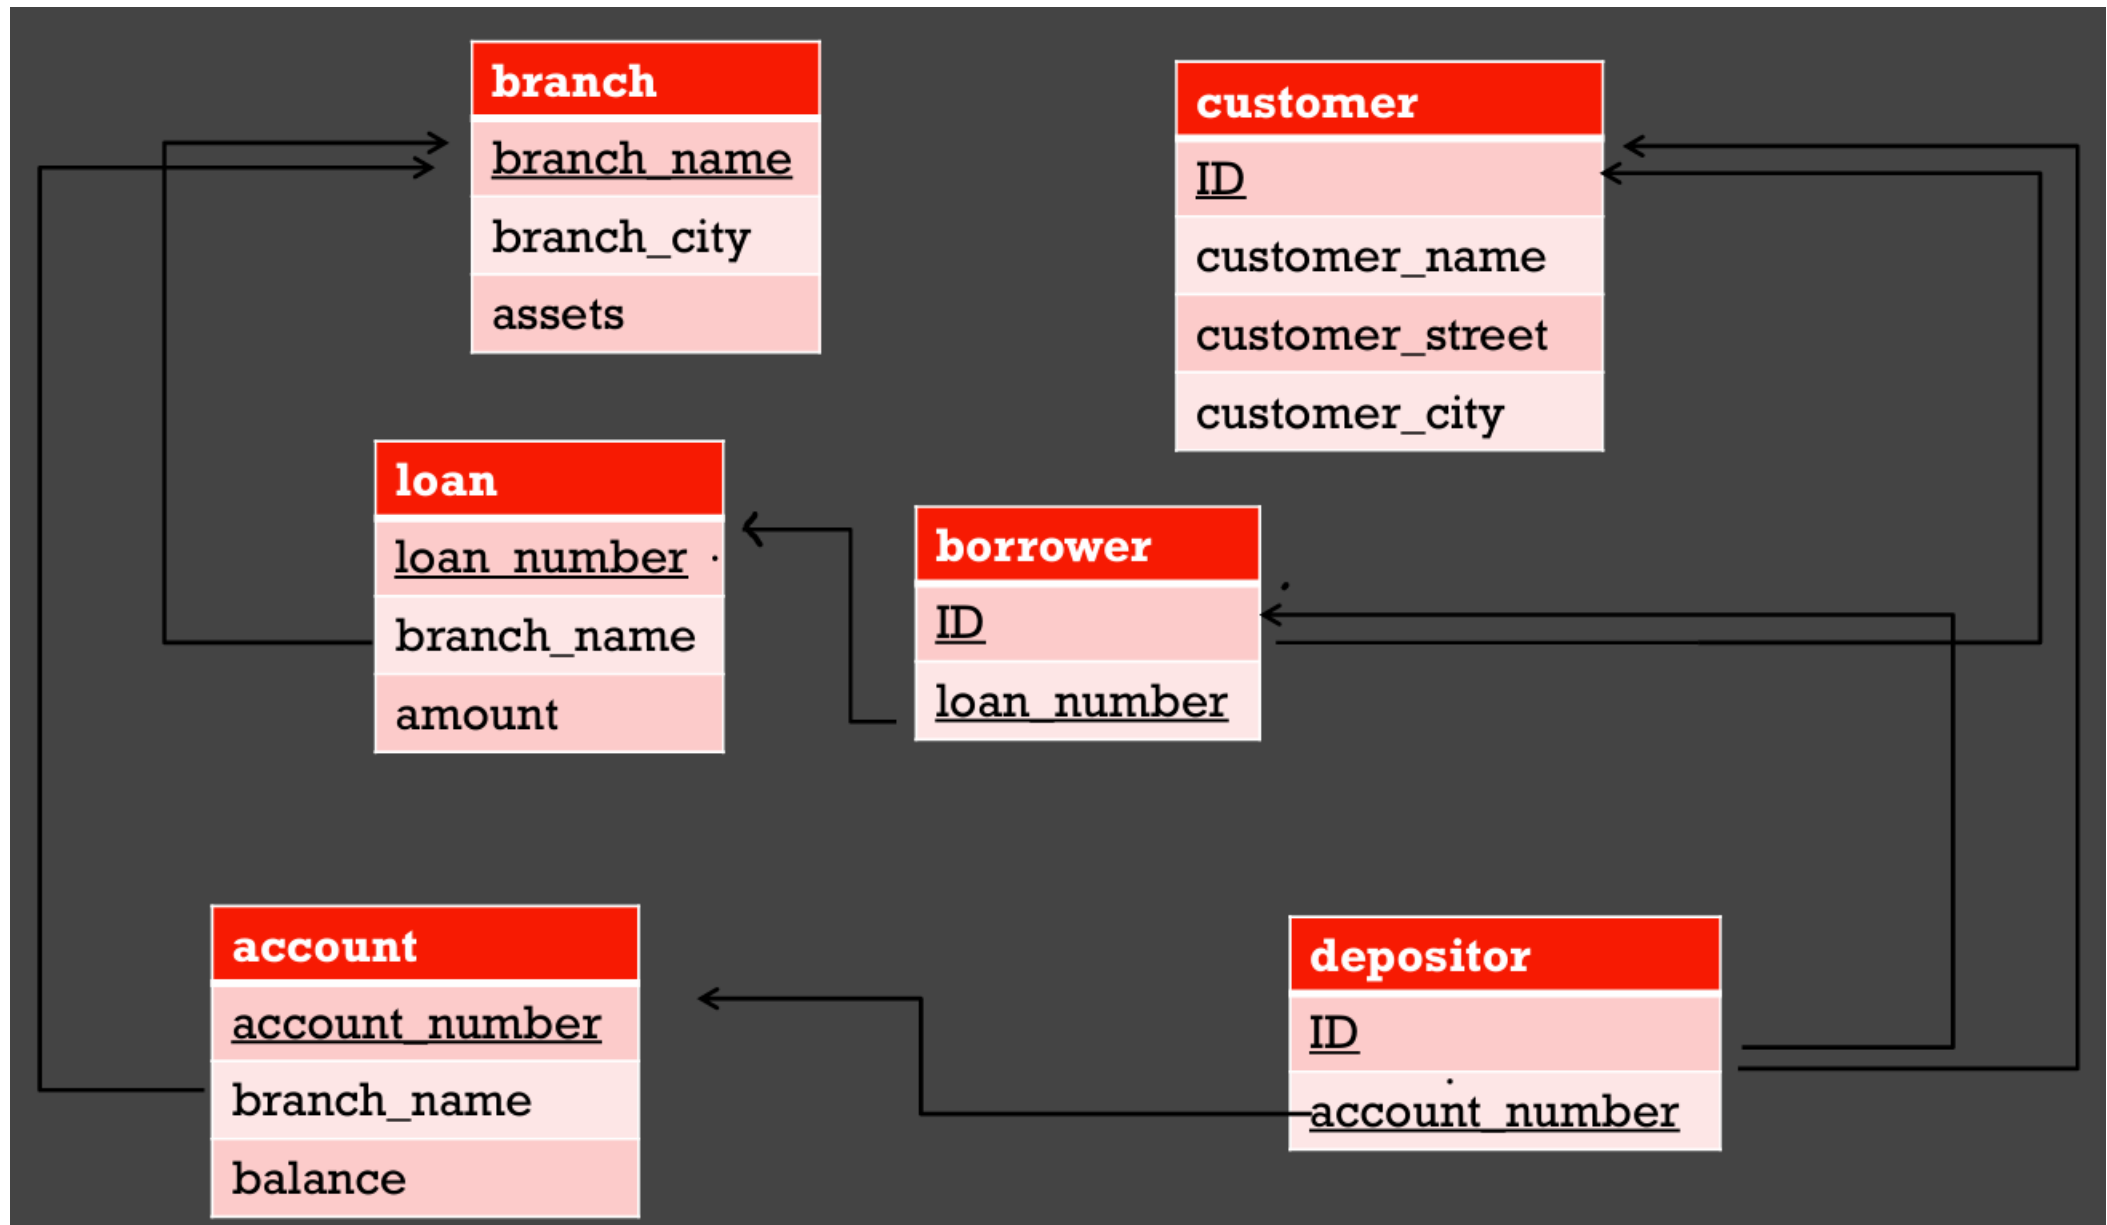 branch
branch_name
branch_city
assets
customer
ID
customer_name
customer_street
customer_city
loan
loan_number
branch_name
amount
borrower
ID
loan_number
account
account_number
branch_name
balance
depositor
ID
account_number